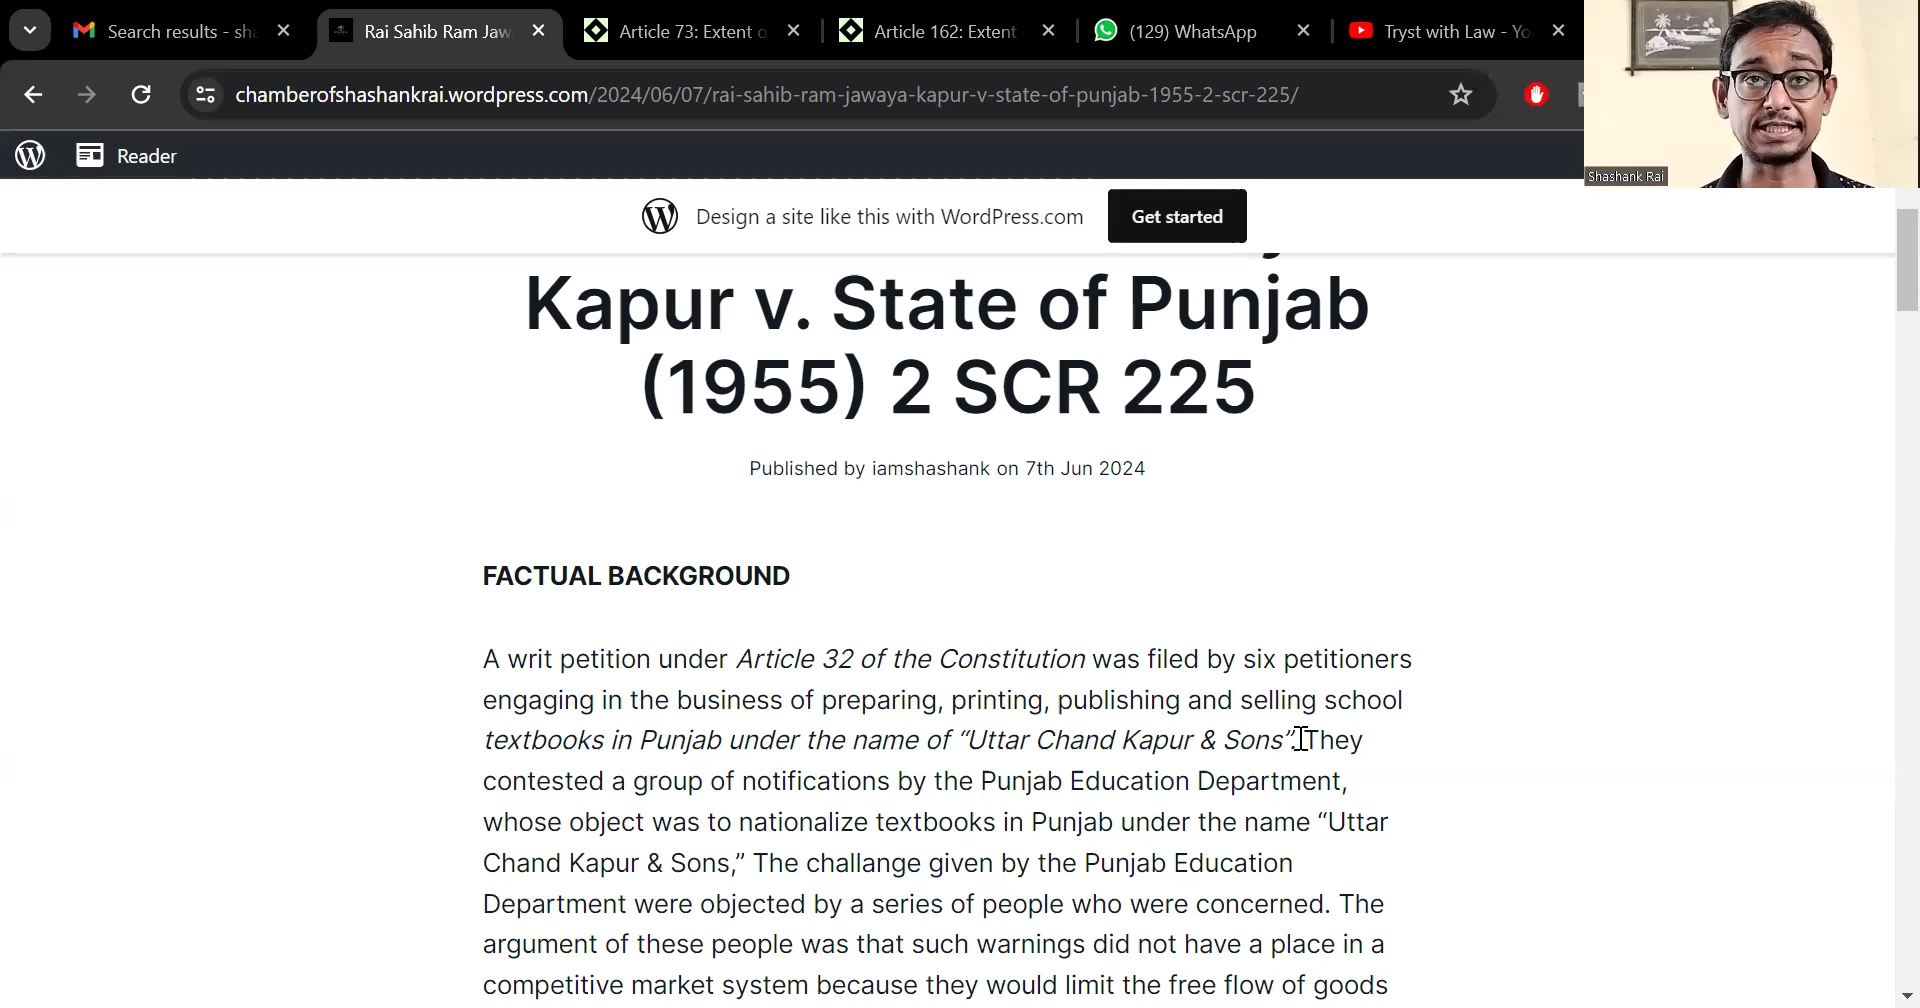 Search results - sha
Rai Sahib Ram Jaw
Article 73: Extent o
Article 162: Extent
(129) WhatsApp
Tryst with Law - Yo
chamberofshashankrai.wordpress.com/2024/06/07/rai-sahib-ram-jawaya-kapur-v-state-of-punjab-1955-2-scr-225/
Reader
Shashank Rai
Design a site like this with WordPress.com
Get started
Kapur v. State of Punjab
(1955) 2 SCR 225
Published by iamshashank on 7th Jun 2024
FACTUAL BACKGROUND
A writ petition under Article 32 of the Constitution was filed by six petitioners
engaging in the business of preparing, printing, publishing and selling school
textbooks in Punjab under the name of “Uttar Chand Kapur & Sons”. They
contested a group of notifications by the Punjab Education Department,
whose object was to nationalize textbooks in Punjab under the name “Uttar
Chand Kapur & Sons,” The challange given by the Punjab Education
Department were objected by a series of people who were concerned. The
argument of these people was that such warnings did not have a place in a
competitive market system because they would limit the free flow of goods